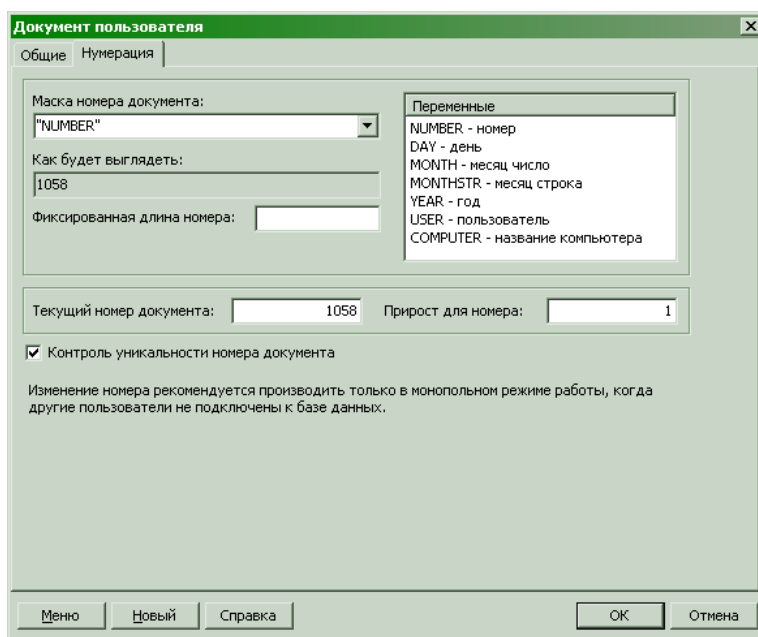 Документ пользователя
Общие
Нумерация
Маска номера документа:
"NUMBER"
Как будет выглядеть:
1058
Фиксированная длина номера:
Переменные
NUMBER - номер
DAY - день
MONTH - месяц число
MONTHSTR - месяц строка
YEAR - год
USER - пользователь
COMPUTER - название компьютера
Текущий номер документа: 1058 Прирост для номера: 1
Контроль уникальности номера документа
Изменение номера рекомендуется производить только в монопольном режиме работы, когда
другие пользователи не подключены к базе данных.
Меню Новый Справка OK Отмена